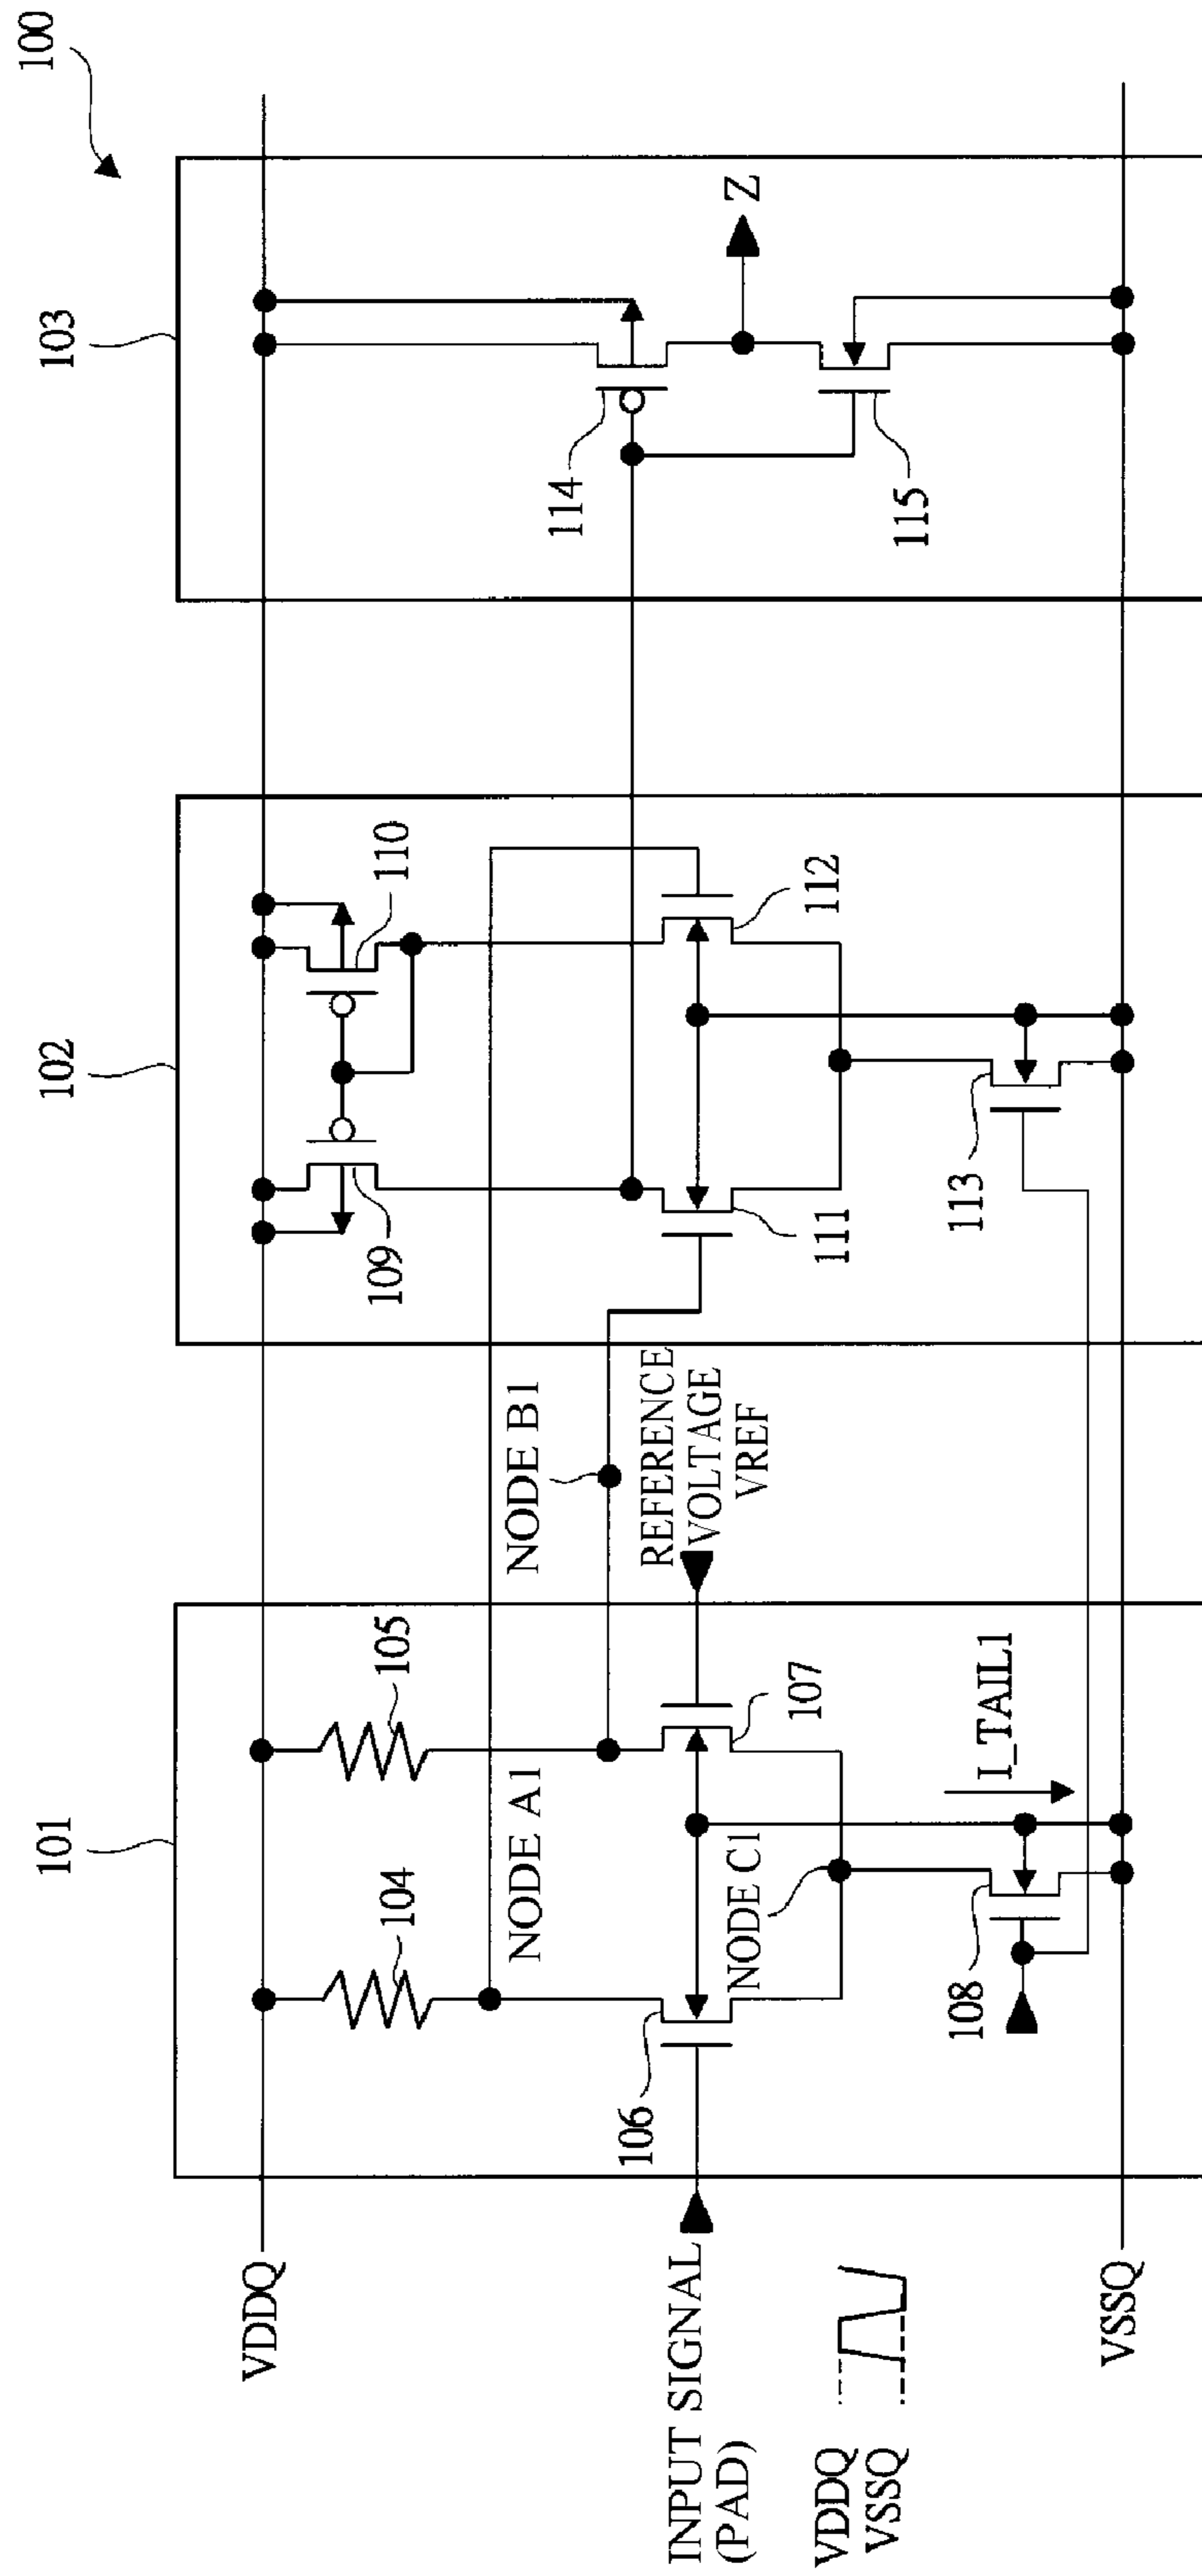 100
101
102
103
VDDQ
104
105
NODE A1
NODE B1
109
110
114
106
107
REFERENCE
VOLTAGE
VREF
111
112
115
INPUT SIGNAL
(PAD)
NODE C1
I_TAIL1
108
113
VDDQ
VSSQ
VSSQ
Z